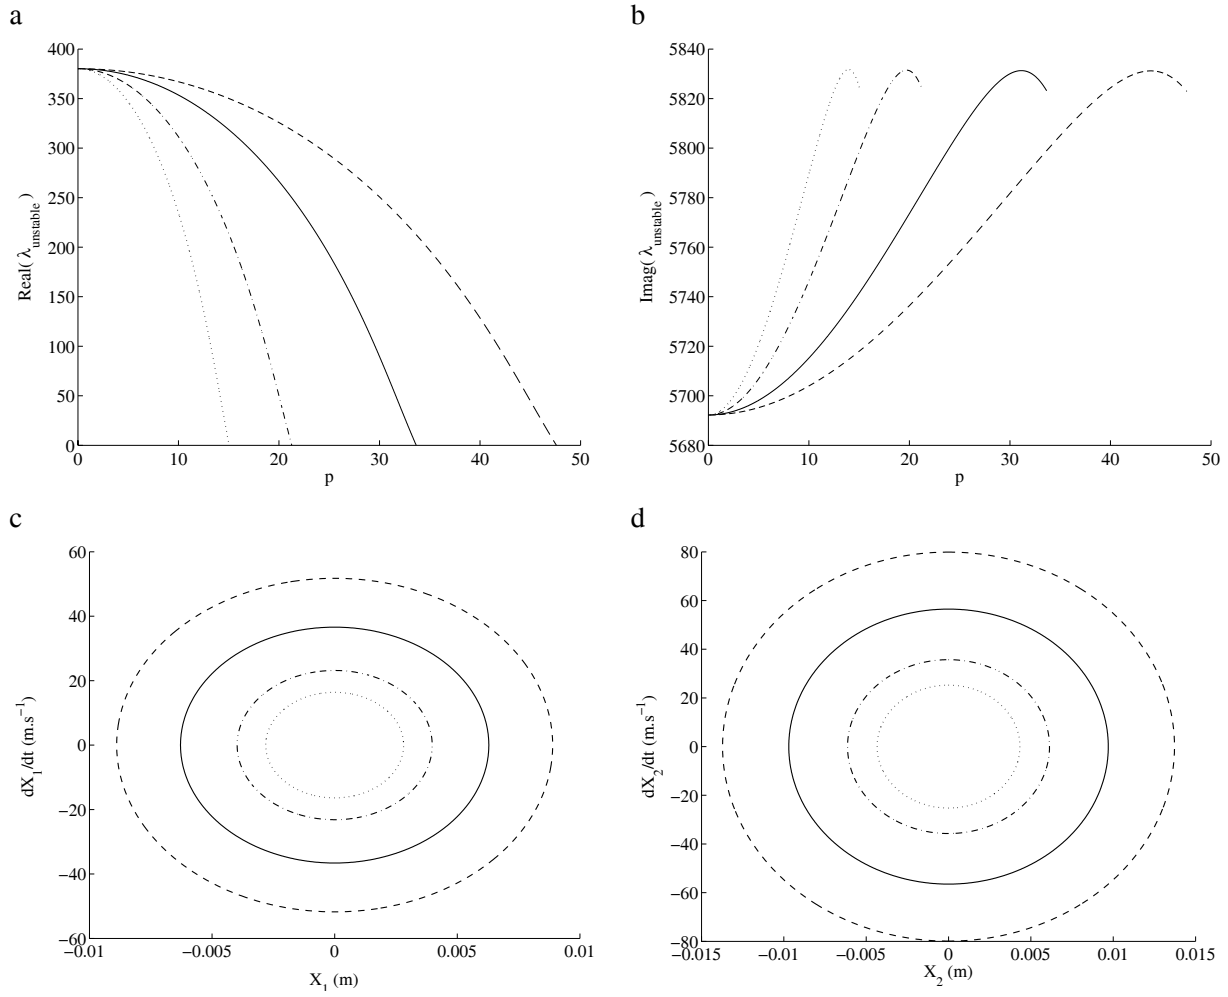 a
400
350
300
250
200
150
100
50
0
Real( λunstable )
0 10 20 30 40 50
p
b
5840
5820
5800
5780
5760
5740
5720
5700
5680
Imag( λunstable )
0 10 20 30 40 50
p
c
60
40
20
0
−20
−40
−60
dX1/dt (m.s−1)
−0.01 −0.005 0 0.005 0.01
X1 (m)
d
80
60
40
20
0
−20
−40
−60
−80
dX2/dt (m.s−1)
−0.015 −0.01 −0.005 0 0.005 0.01 0.015
X2 (m)